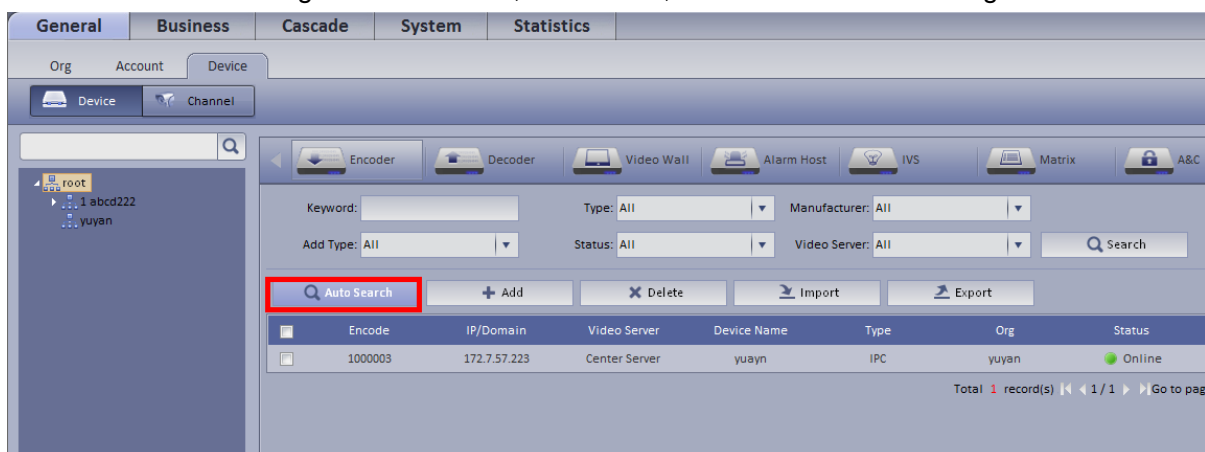 General Business Cascade System Statistics
Org Account Device
Device Channel
Encoder Decoder Video Wall Alarm Host IVS Matrix A&C
root
1 abcd222
yuyan
Keyword: Type: All Manufacturer: All
Add Type: All Status: All Video Server: All Search
Auto Search Add Delete Import Export
Encode IP/Domain Video Server Device Name Type Org Status
1000003 172.7.57.223 Center Server yuayn IPC yuyan Online
Total 1 record(s) 1 / 1 Go to pag